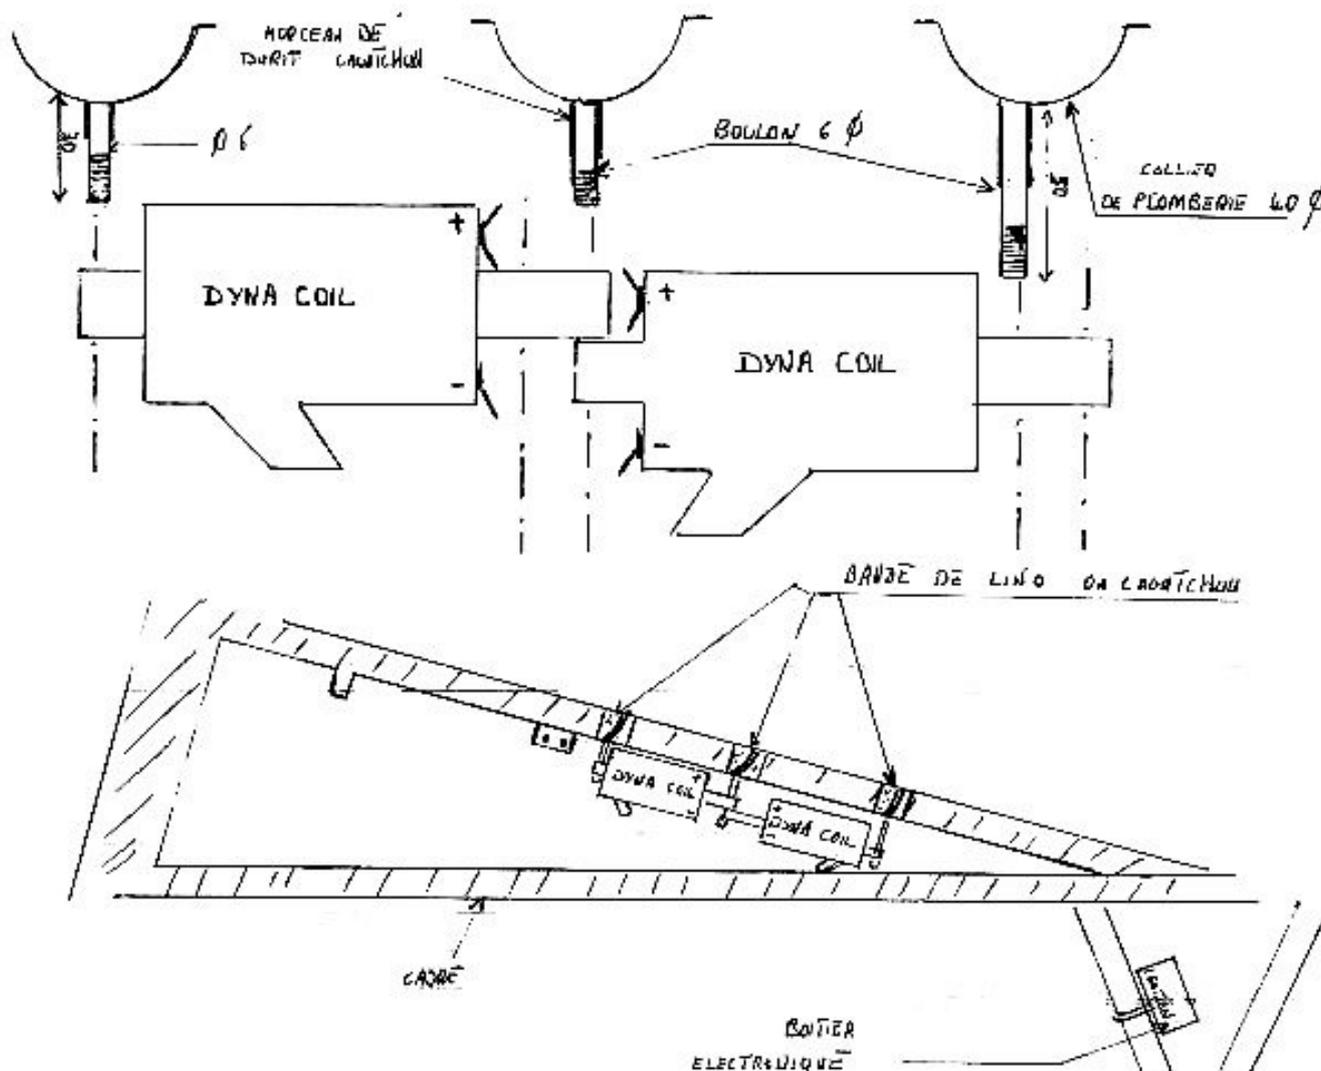 MORCEAU DE
DURIT CAOUTCHOU
Ø 6
BOULON 6 Ø
COLLIER
DE PLOMBERIE 40 Ø
+
-
DYNA COIL
+
-
DYNA COIL
BANDE DE LINO OU CAOUTCHOU
DYNA COIL
DYNA COIL
CADRE
BOITIER
ELECTRONIQUE